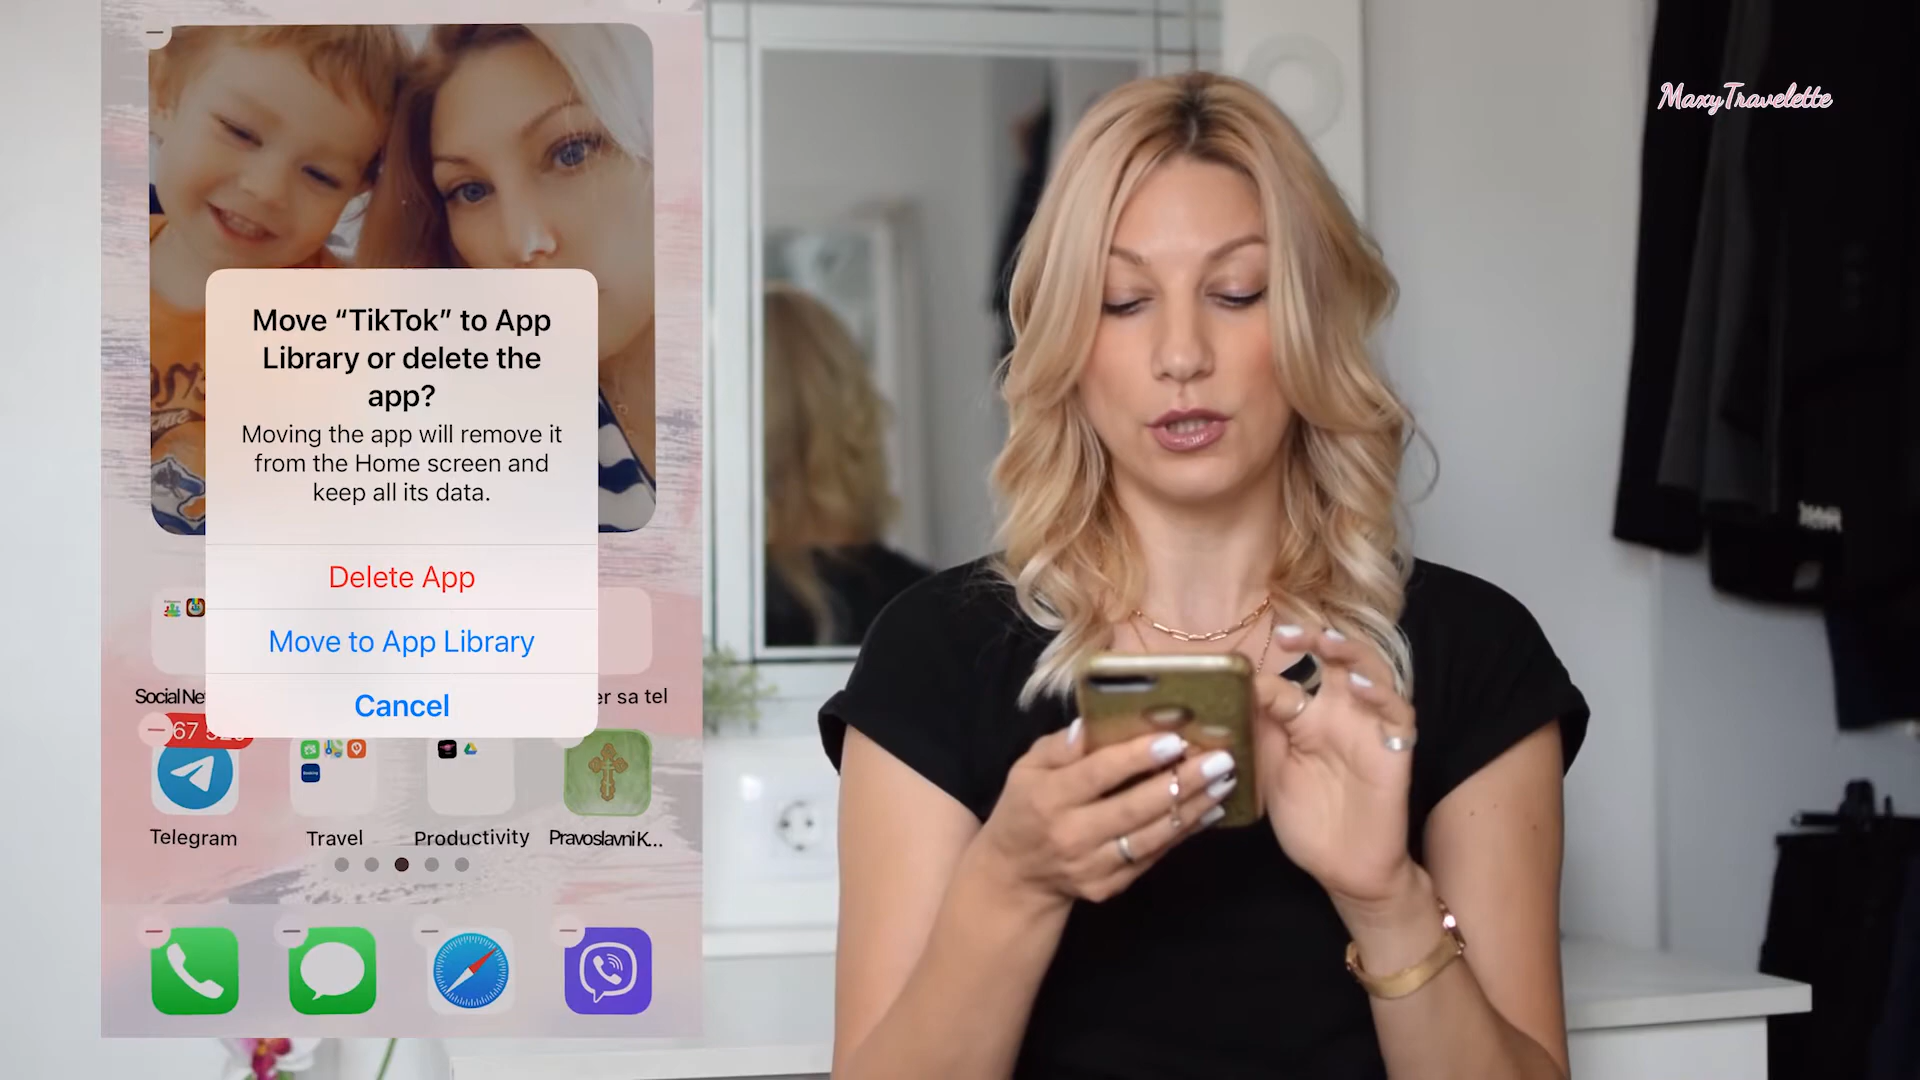 MaxyTravelette
Move “TikTok” to App
Library or delete the
app?
Moving the app will remove it
from the Home screen and
keep all its data.
Delete App
Move to App Library
Cancel
Social Ne
er sa tel
67
Telegram
Travel
Productivity
Pravoslavni K...